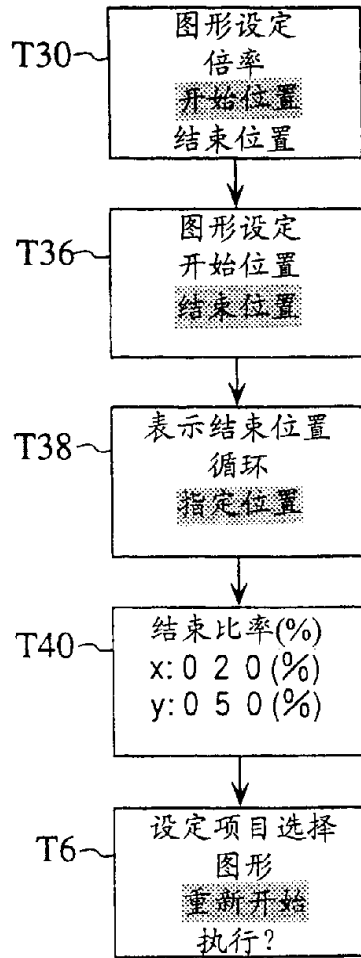 T30
图形设定
倍率
开始位置
结束位置
T36
图形设定
开始位置
结束位置
T38
表示结束位置
循环
指定位置
T40
结束比率(%)
x:0 2 0(%)
y:0 5 0(%)
T6
设定项目选择
图形
重新开始
执行?